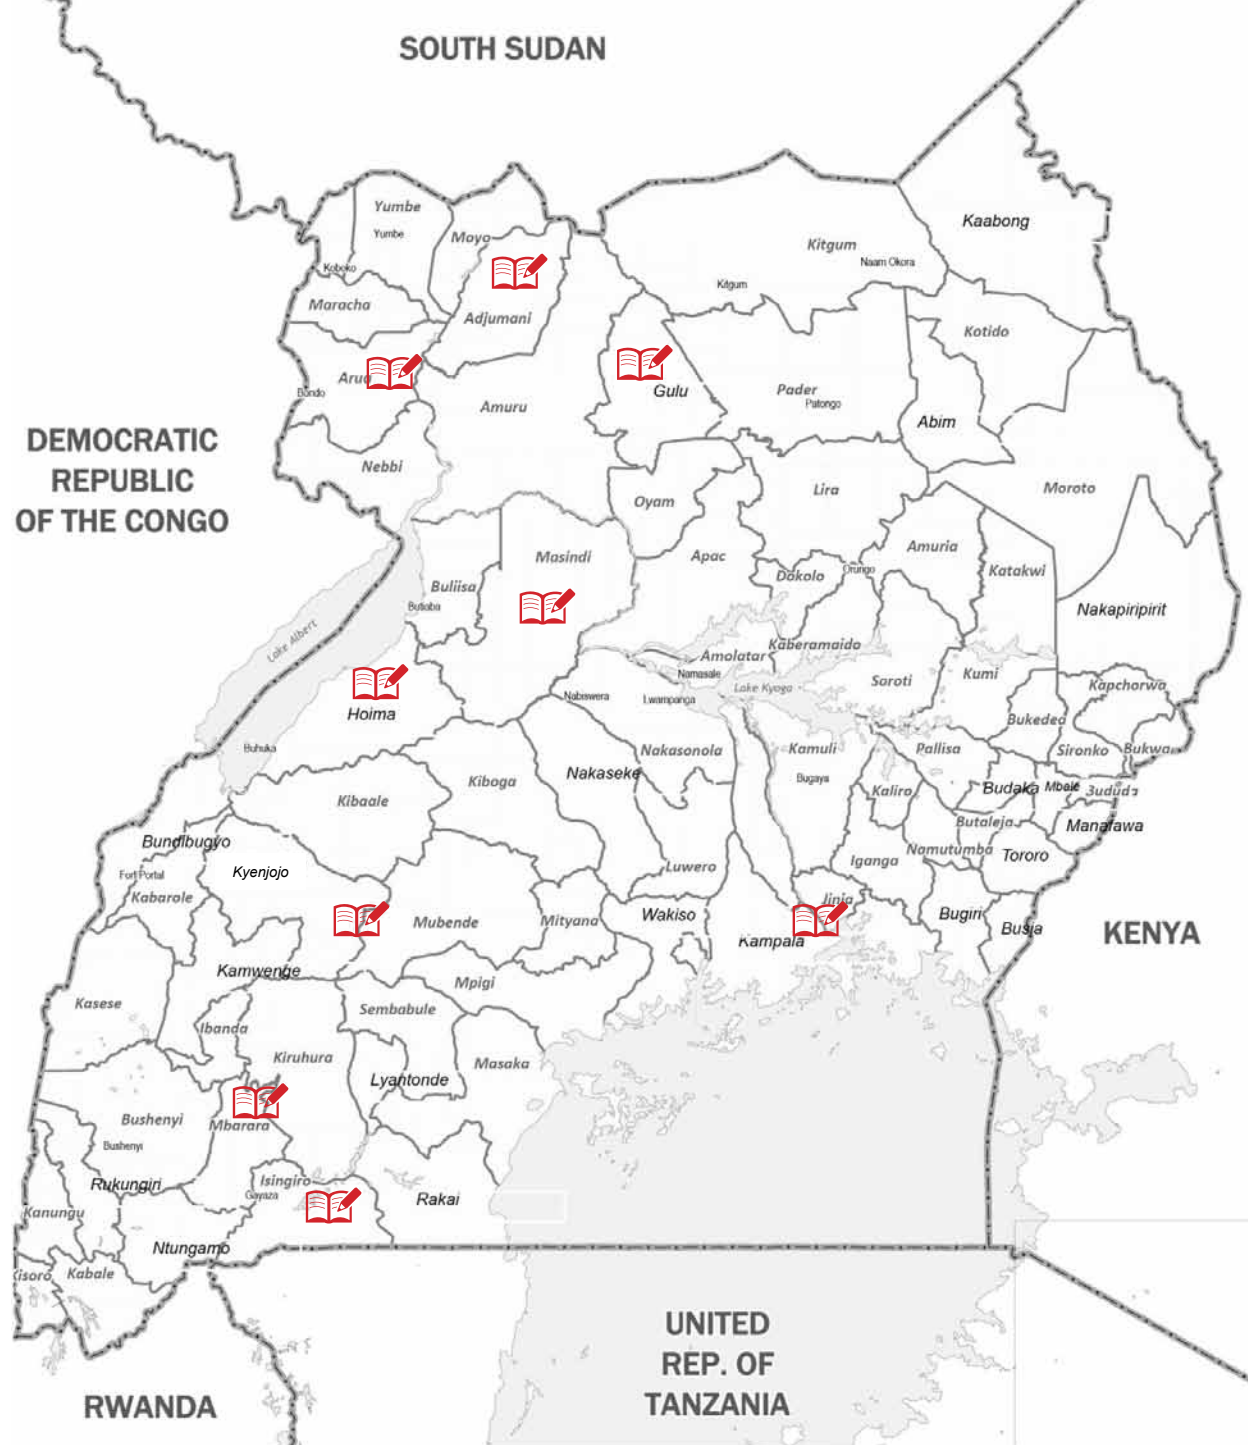 SOUTH SUDAN
Yumbe
Yumbe
Moyo
Koboko
Maracha
Adjumani
Kitgum
Naam Okora
Kitgum
Kaabong
Kotido
Arua
Bondo
Amuru
Gulu
Pader
Patongo
Abim
DEMOCRATIC
REPUBLIC
OF THE CONGO
Nebbi
Oyam
Lira
Moroto
Masindi
Apac
Amuria
Dokolo
Orungo
Katakwi
Buliisa
Butiaba
Nakapiripirit
Lake Albert
Amolatar
Kaberamaido
Namasale
Lake Kyoga
Soroti
Kumi
Kapchorwa
Hoima
Nabiswera
Lwampanga
Buhuka
Bukedea
Nakasonola
Kamuli
Bugaya
Pallisa
Sironko
Bukwa
Nakaseke
Kiboga
Kibaale
Kaliro
Budaka
Mbale
Bududa
Butaleja
Manafawa
Bundibugyo
Fort Portal
Kyenjojo
Kabarole
Luwero
Iganga
Namutumba
Tororo
Mubende
Mityana
Wakiso
Kampala
Jinja
Bugiri
Busia
KENYA
Kamwenge
Mpigi
Kasese
Ibanda
Sembabule
Kiruhura
Masaka
Lyantonde
Bushenyi
Bushenyi
Mbarara
Rukungiri
Isingiro
Gayaza
Rakai
Kanungu
Ntungamo
Kisoro
Kabale
UNITED
REP. OF
TANZANIA
RWANDA